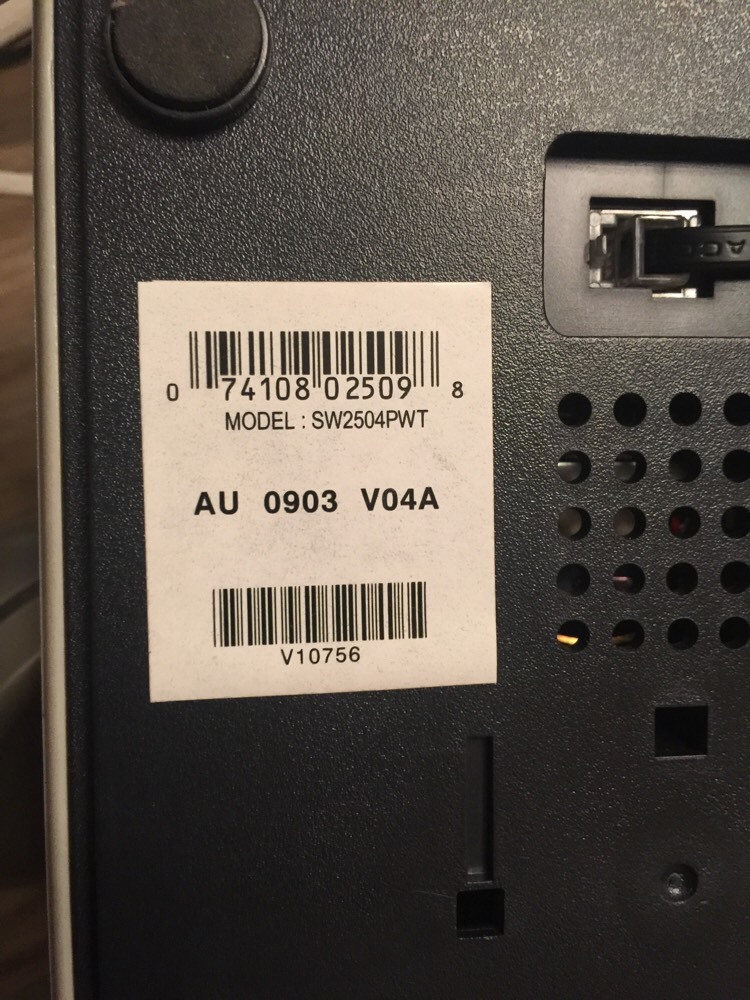 0 74108 02509 8
MODEL : SW2504PWT
AU 0903 V04A
V10756